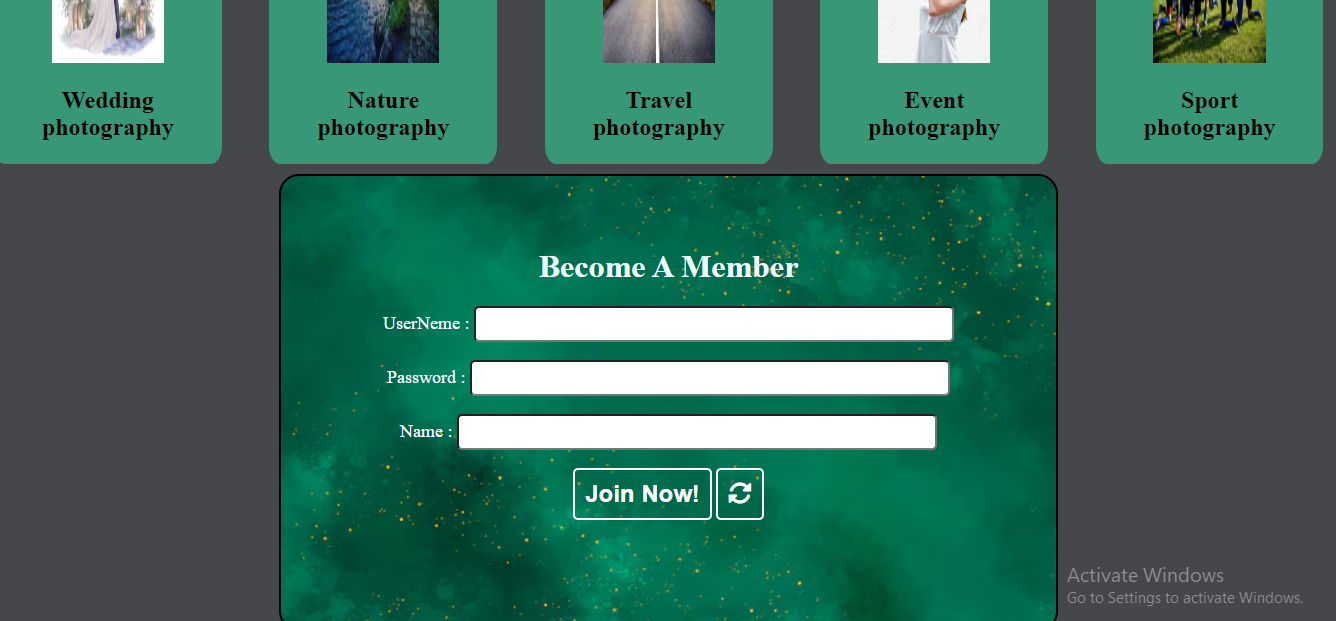 Wedding
photography
Nature
photography
Travel
photography
Event
photography
Sport
photography
Become A Member
UserNeme :
Password :
Name :
Join Now!
Activate Windows
Go to Settings to activate Windows.